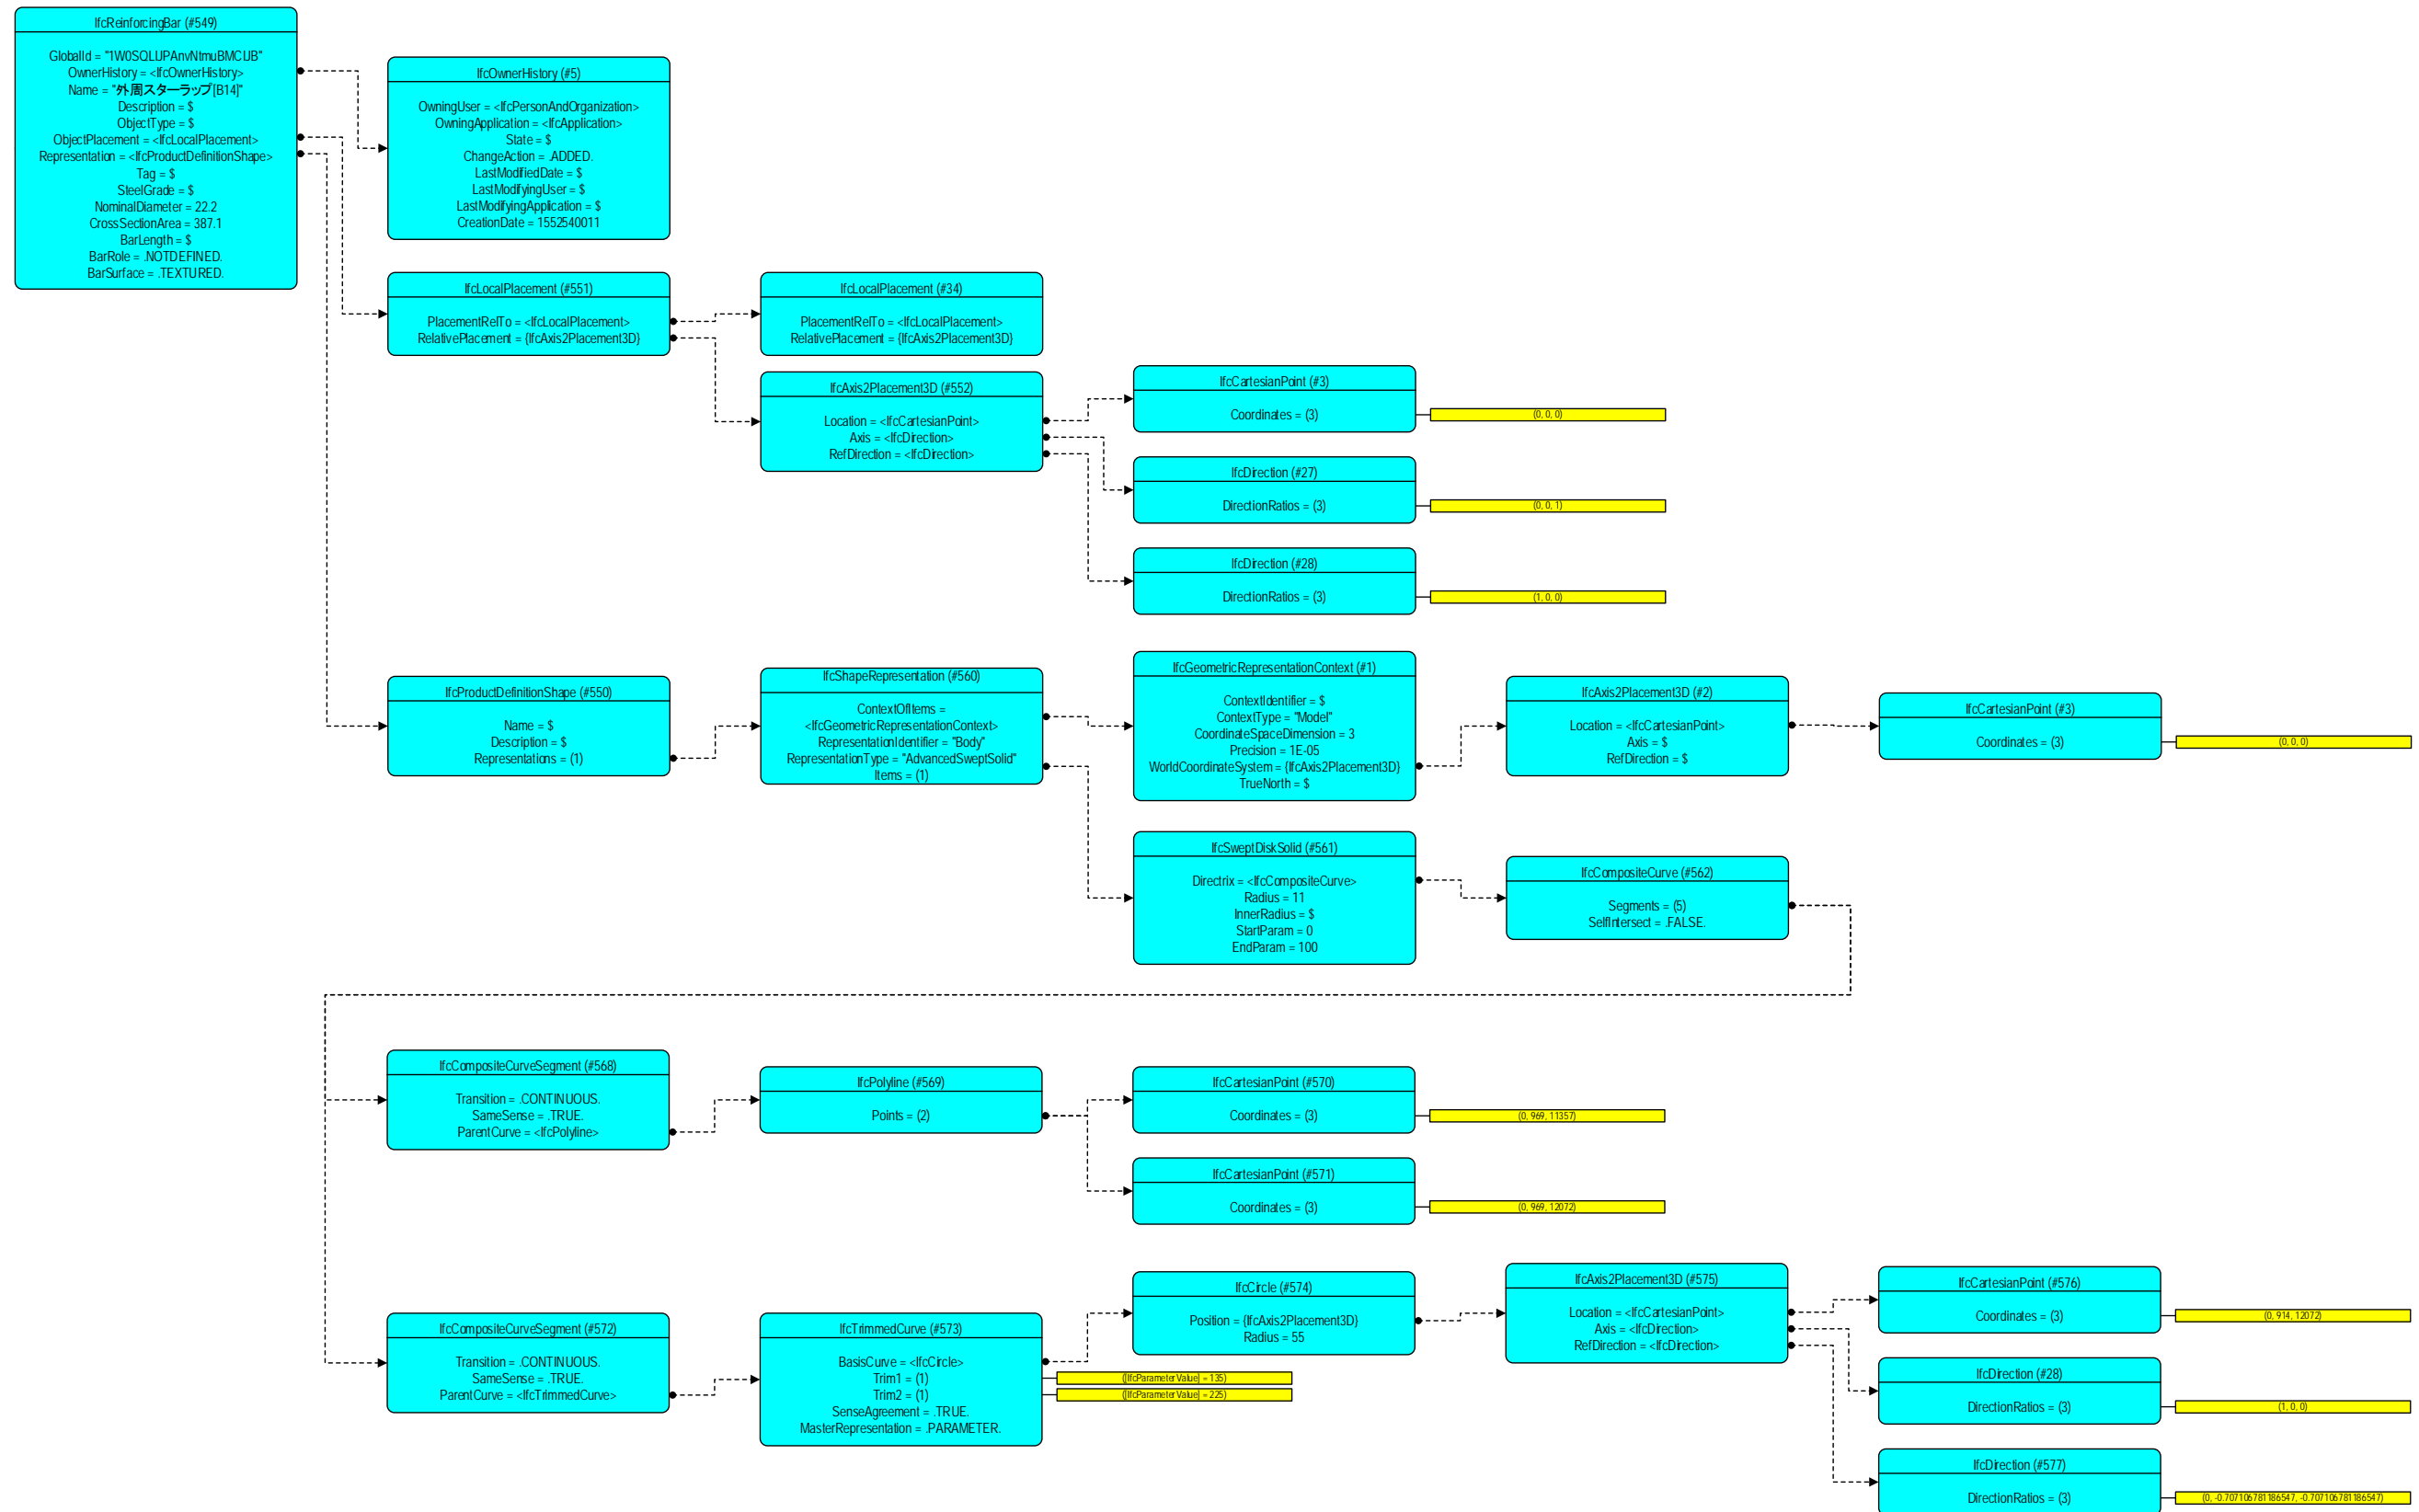 IfcReinforcingBar (#549)
GlobalId = "1W0SQLUPAnvNtmuBMCIJB"
OwnerHistory = <IfcOwnerHistory>
Name = "外周スターラップ[B14]"
Description = $
ObjectType = $
ObjectPlacement = <IfcLocalPlacement>
Representation = <IfcProductDefinitionShape>
Tag = $
SteelGrade = $
NominalDiameter = 22.2
CrossSectionArea = 387.1
BarLength = $
BarRole = .NOTDEFINED.
BarSurface = .TEXTURED.
IfcOwnerHistory (#5)
OwningUser = <IfcPersonAndOrganization>
OwningApplication = <IfcApplication>
State = $
ChangeAction = .ADDED.
LastModifiedDate = $
LastModifyingUser = $
LastModifyingApplication = $
CreationDate = 1552540011
IfcLocalPlacement (#551)
PlacementRelTo = <IfcLocalPlacement>
RelativePlacement = {IfcAxis2Placement3D}
IfcLocalPlacement (#34)
PlacementRelTo = <IfcLocalPlacement>
RelativePlacement = {IfcAxis2Placement3D}
IfcAxis2Placement3D (#552)
Location = <IfcCartesianPoint>
Axis = <IfcDirection>
RefDirection = <IfcDirection>
IfcCartesianPoint (#3)
Coordinates = (3)
(0, 0, 0)
IfcDirection (#27)
DirectionRatios = (3)
(0, 0, 1)
IfcDirection (#28)
DirectionRatios = (3)
(1, 0, 0)
IfcProductDefinitionShape (#550)
Name = $
Description = $
Representations = (1)
IfcShapeRepresentation (#560)
ContextOfItems =
<IfcGeometricRepresentationContext>
RepresentationIdentifier = "Body"
RepresentationType = "AdvancedSweptSolid"
Items = (1)
IfcGeometricRepresentationContext (#1)
ContextIdentifier = $
ContextType = "Model"
CoordinateSpaceDimension = 3
Precision = 1E-05
WorldCoordinateSystem = {IfcAxis2Placement3D}
TrueNorth = $
IfcAxis2Placement3D (#2)
Location = <IfcCartesianPoint>
Axis = $
RefDirection = $
IfcCartesianPoint (#3)
Coordinates = (3)
(0, 0, 0)
IfcSweptDiskSolid (#561)
Directrix = <IfcCompositeCurve>
Radius = 11
InnerRadius = $
StartParam = 0
EndParam = 100
IfcCompositeCurve (#562)
Segments = (5)
SelfIntersect = .FALSE.
IfcCompositeCurveSegment (#568)
Transition = .CONTINUOUS.
SameSense = .TRUE.
ParentCurve = <IfcPolyline>
IfcPolyline (#569)
Points = (2)
IfcCartesianPoint (#570)
Coordinates = (3)
(0, 969, 11357)
IfcCartesianPoint (#571)
Coordinates = (3)
(0, 969, 12072)
IfcCompositeCurveSegment (#572)
Transition = .CONTINUOUS.
SameSense = .TRUE.
ParentCurve = <IfcTrimmedCurve>
IfcTrimmedCurve (#573)
BasisCurve = <IfcCircle>
Trim1 = (1)
Trim2 = (1)
SenseAgreement = .TRUE.
MasterRepresentation = .PARAMETER.
([IfcParameterValue] = 135)
([IfcParameterValue] = 225)
IfcCircle (#574)
Position = {IfcAxis2Placement3D}
Radius = 55
IfcAxis2Placement3D (#575)
Location = <IfcCartesianPoint>
Axis = <IfcDirection>
RefDirection = <IfcDirection>
IfcCartesianPoint (#576)
Coordinates = (3)
(0, 914, 12072)
IfcDirection (#28)
DirectionRatios = (3)
(1, 0, 0)
IfcDirection (#577)
DirectionRatios = (3)
(0, -0.707106781186547, -0.707106781186547)